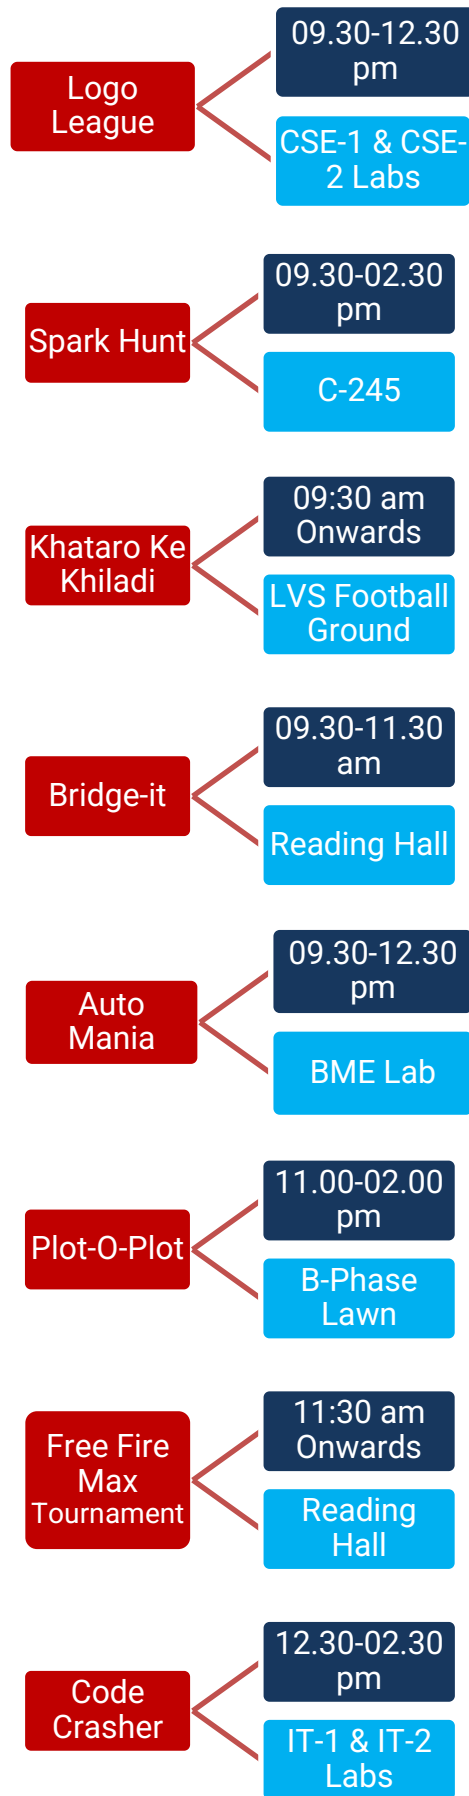 Logo
League
09.30-12.30
pm
CSE-1 & CSE-
2 Labs
Spark Hunt
09.30-02.30
pm
C-245
Khataro Ke
Khiladi
09:30 am
Onwards
LVS Football
Ground
Bridge-it
09.30-11.30
am
Reading Hall
Auto
Mania
09.30-12.30
pm
BME Lab
Plot-O-Plot
11.00-02.00
pm
B-Phase
Lawn
Free Fire
Max
Tournament
11:30 am
Onwards
Reading
Hall
Code
Crasher
12.30-02.30
pm
IT-1 & IT-2
Labs